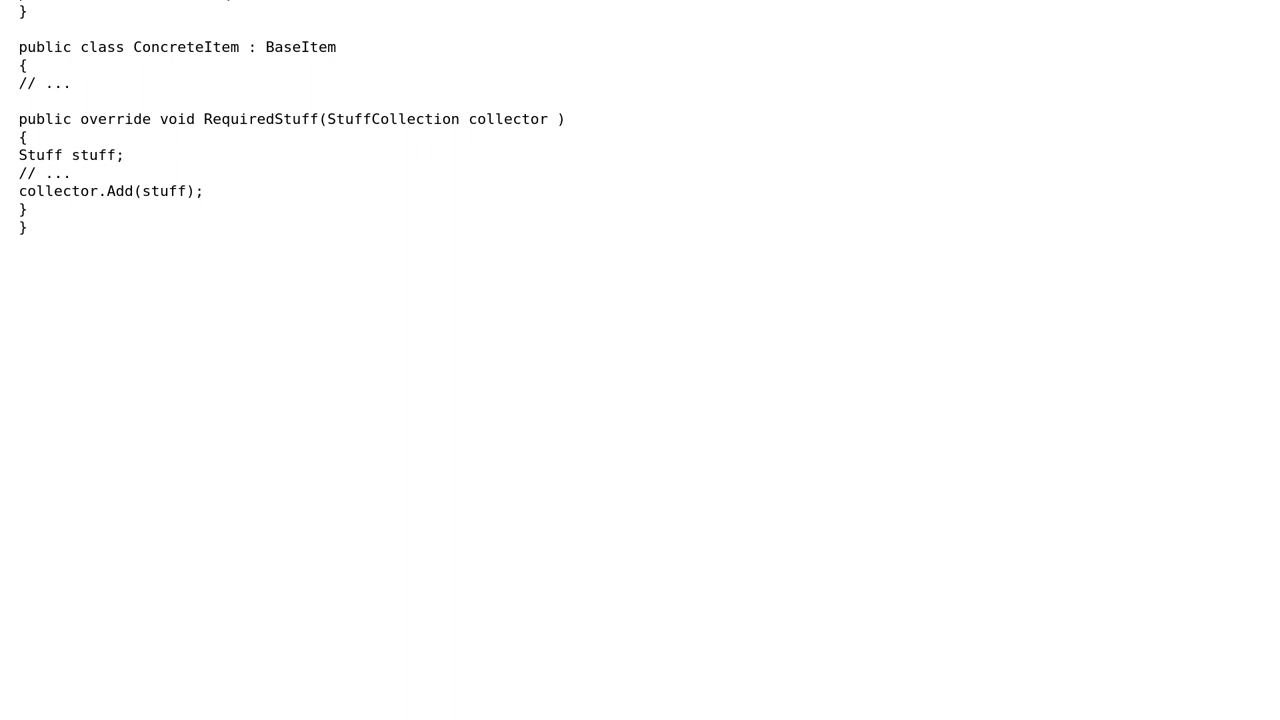 }
public class ConcreteItem : BaseItem
{
// ...
public override void RequiredStuff(StuffCollection collector )
{
Stuff stuff;
// ...
collector.Add(stuff);
}
}